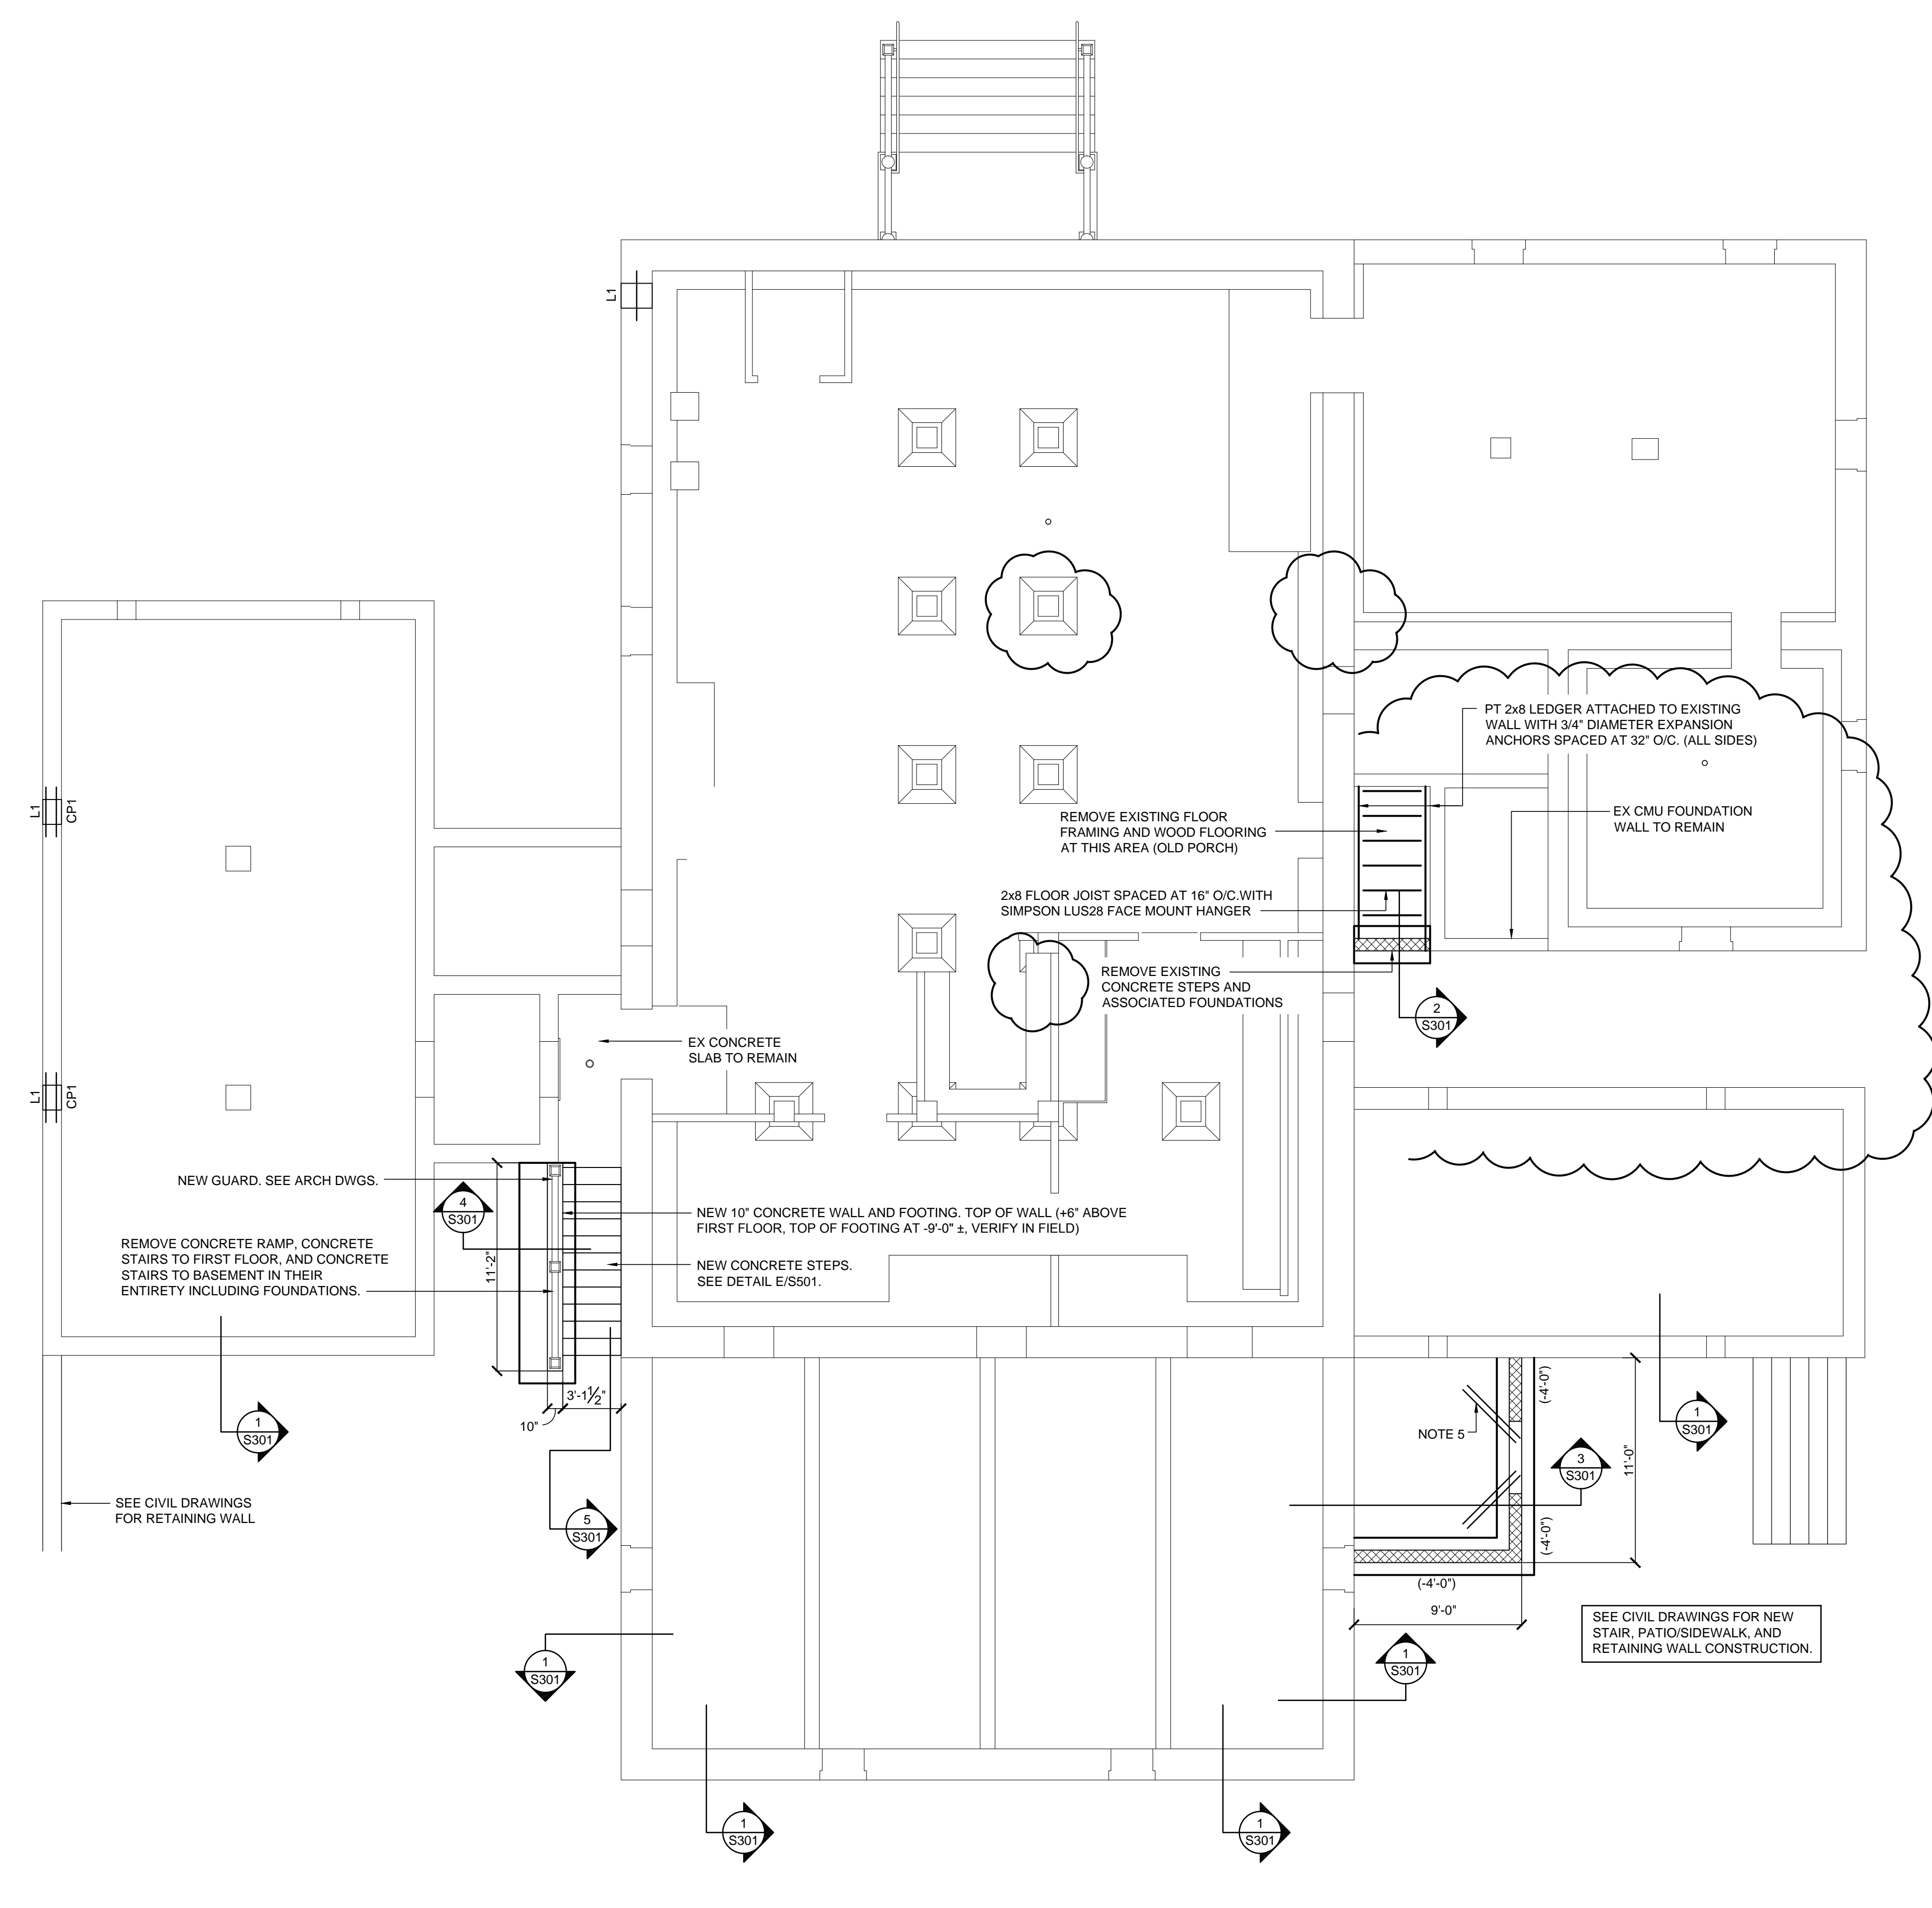 L1
PT 2x8 LEDGER ATTACHED TO EXISTING
WALL WITH 3/4" DIAMETER EXPANSION
ANCHORS SPACED AT 32" O/C. (ALL SIDES)
L1
CP1
REMOVE EXISTING FLOOR
FRAMING AND WOOD FLOORING
AT THIS AREA (OLD PORCH)
EX CMU FOUNDATION
WALL TO REMAIN
2x8 FLOOR JOIST SPACED AT 16" O/C.WITH
SIMPSON LUS28 FACE MOUNT HANGER
REMOVE EXISTING
CONCRETE STEPS AND
ASSOCIATED FOUNDATIONS
2
S301
EX CONCRETE
SLAB TO REMAIN
L1
CP1
NEW GUARD. SEE ARCH DWGS.
4
S301
NEW 10" CONCRETE WALL AND FOOTING. TOP OF WALL (+6" ABOVE
FIRST FLOOR, TOP OF FOOTING AT -9'-0" ±, VERIFY IN FIELD)
REMOVE CONCRETE RAMP, CONCRETE
STAIRS TO FIRST FLOOR, AND CONCRETE
STAIRS TO BASEMENT IN THEIR
ENTIRETY INCLUDING FOUNDATIONS.
11'-2"
NEW CONCRETE STEPS.
SEE DETAIL E/S501.
3'-1 1/2"
10"
1
S301
(-4'-0")
NOTE 5
1
S301
3
S301
11'-0"
SEE CIVIL DRAWINGS
FOR RETAINING WALL
5
S301
(-4'-0")
(-4'-0")
9'-0"
SEE CIVIL DRAWINGS FOR NEW
STAIR, PATIO/SIDEWALK, AND
RETAINING WALL CONSTRUCTION.
1
S301
1
S301
1
S301
1
S301